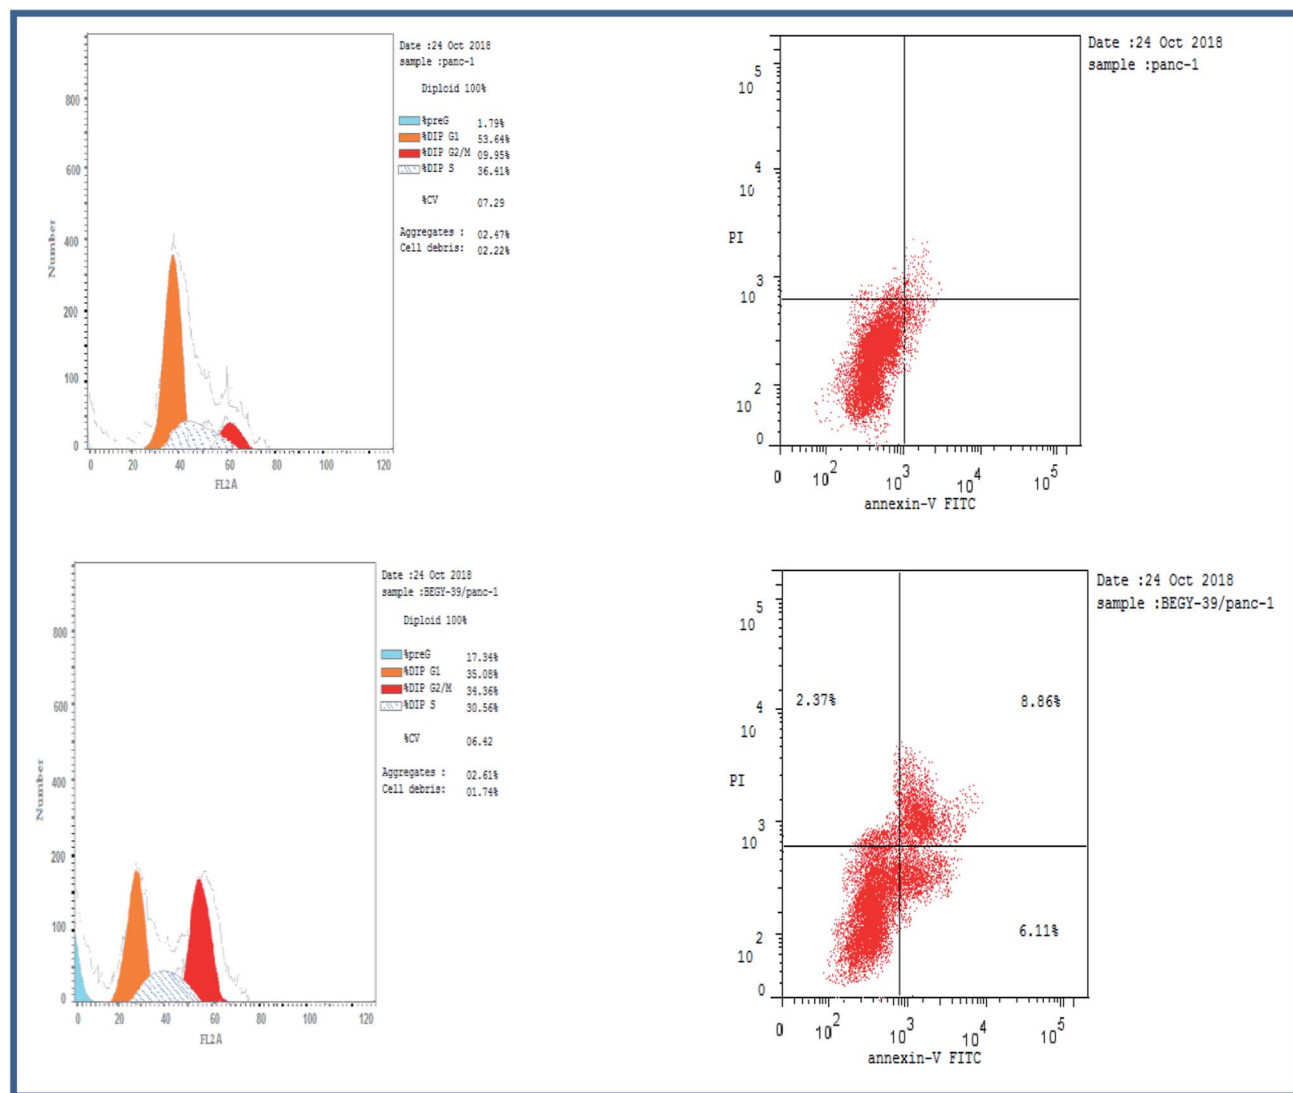 Date :24 Oct 2018
sample :panc-1
Diploid 100%
%preG 1.79%
%DIP G1 53.64%
%DIP G2/M 09.95%
%DIP S 36.41%
%CV 07.29
Aggregates : 02.47%
Cell debris: 02.22%
Number
800
600
400
200
100
0
0 20 40 60 80 100 120
FL2A
Date :24 Oct 2018
sample :panc-1
PI
10^5
10^4
10^3
10^2
0
0 10^2 10^3 10^4 10^5
annexin-V FITC
Date :24 Oct 2018
sample :BEGY-39/panc-1
Diploid 100%
%preG 17.34%
%DIP G1 35.08%
%DIP G2/M 34.36%
%DIP S 30.56%
%CV 06.42
Aggregates : 02.61%
Cell debris: 01.74%
Number
800
600
400
200
100
0
0 20 40 60 80 100 120
FL2A
Date :24 Oct 2018
sample :BEGY-39/panc-1
2.37% 8.86%
6.11%
PI
10^5
10^4
10^3
10^2
0
0 10^2 10^3 10^4 10^5
annexin-V FITC